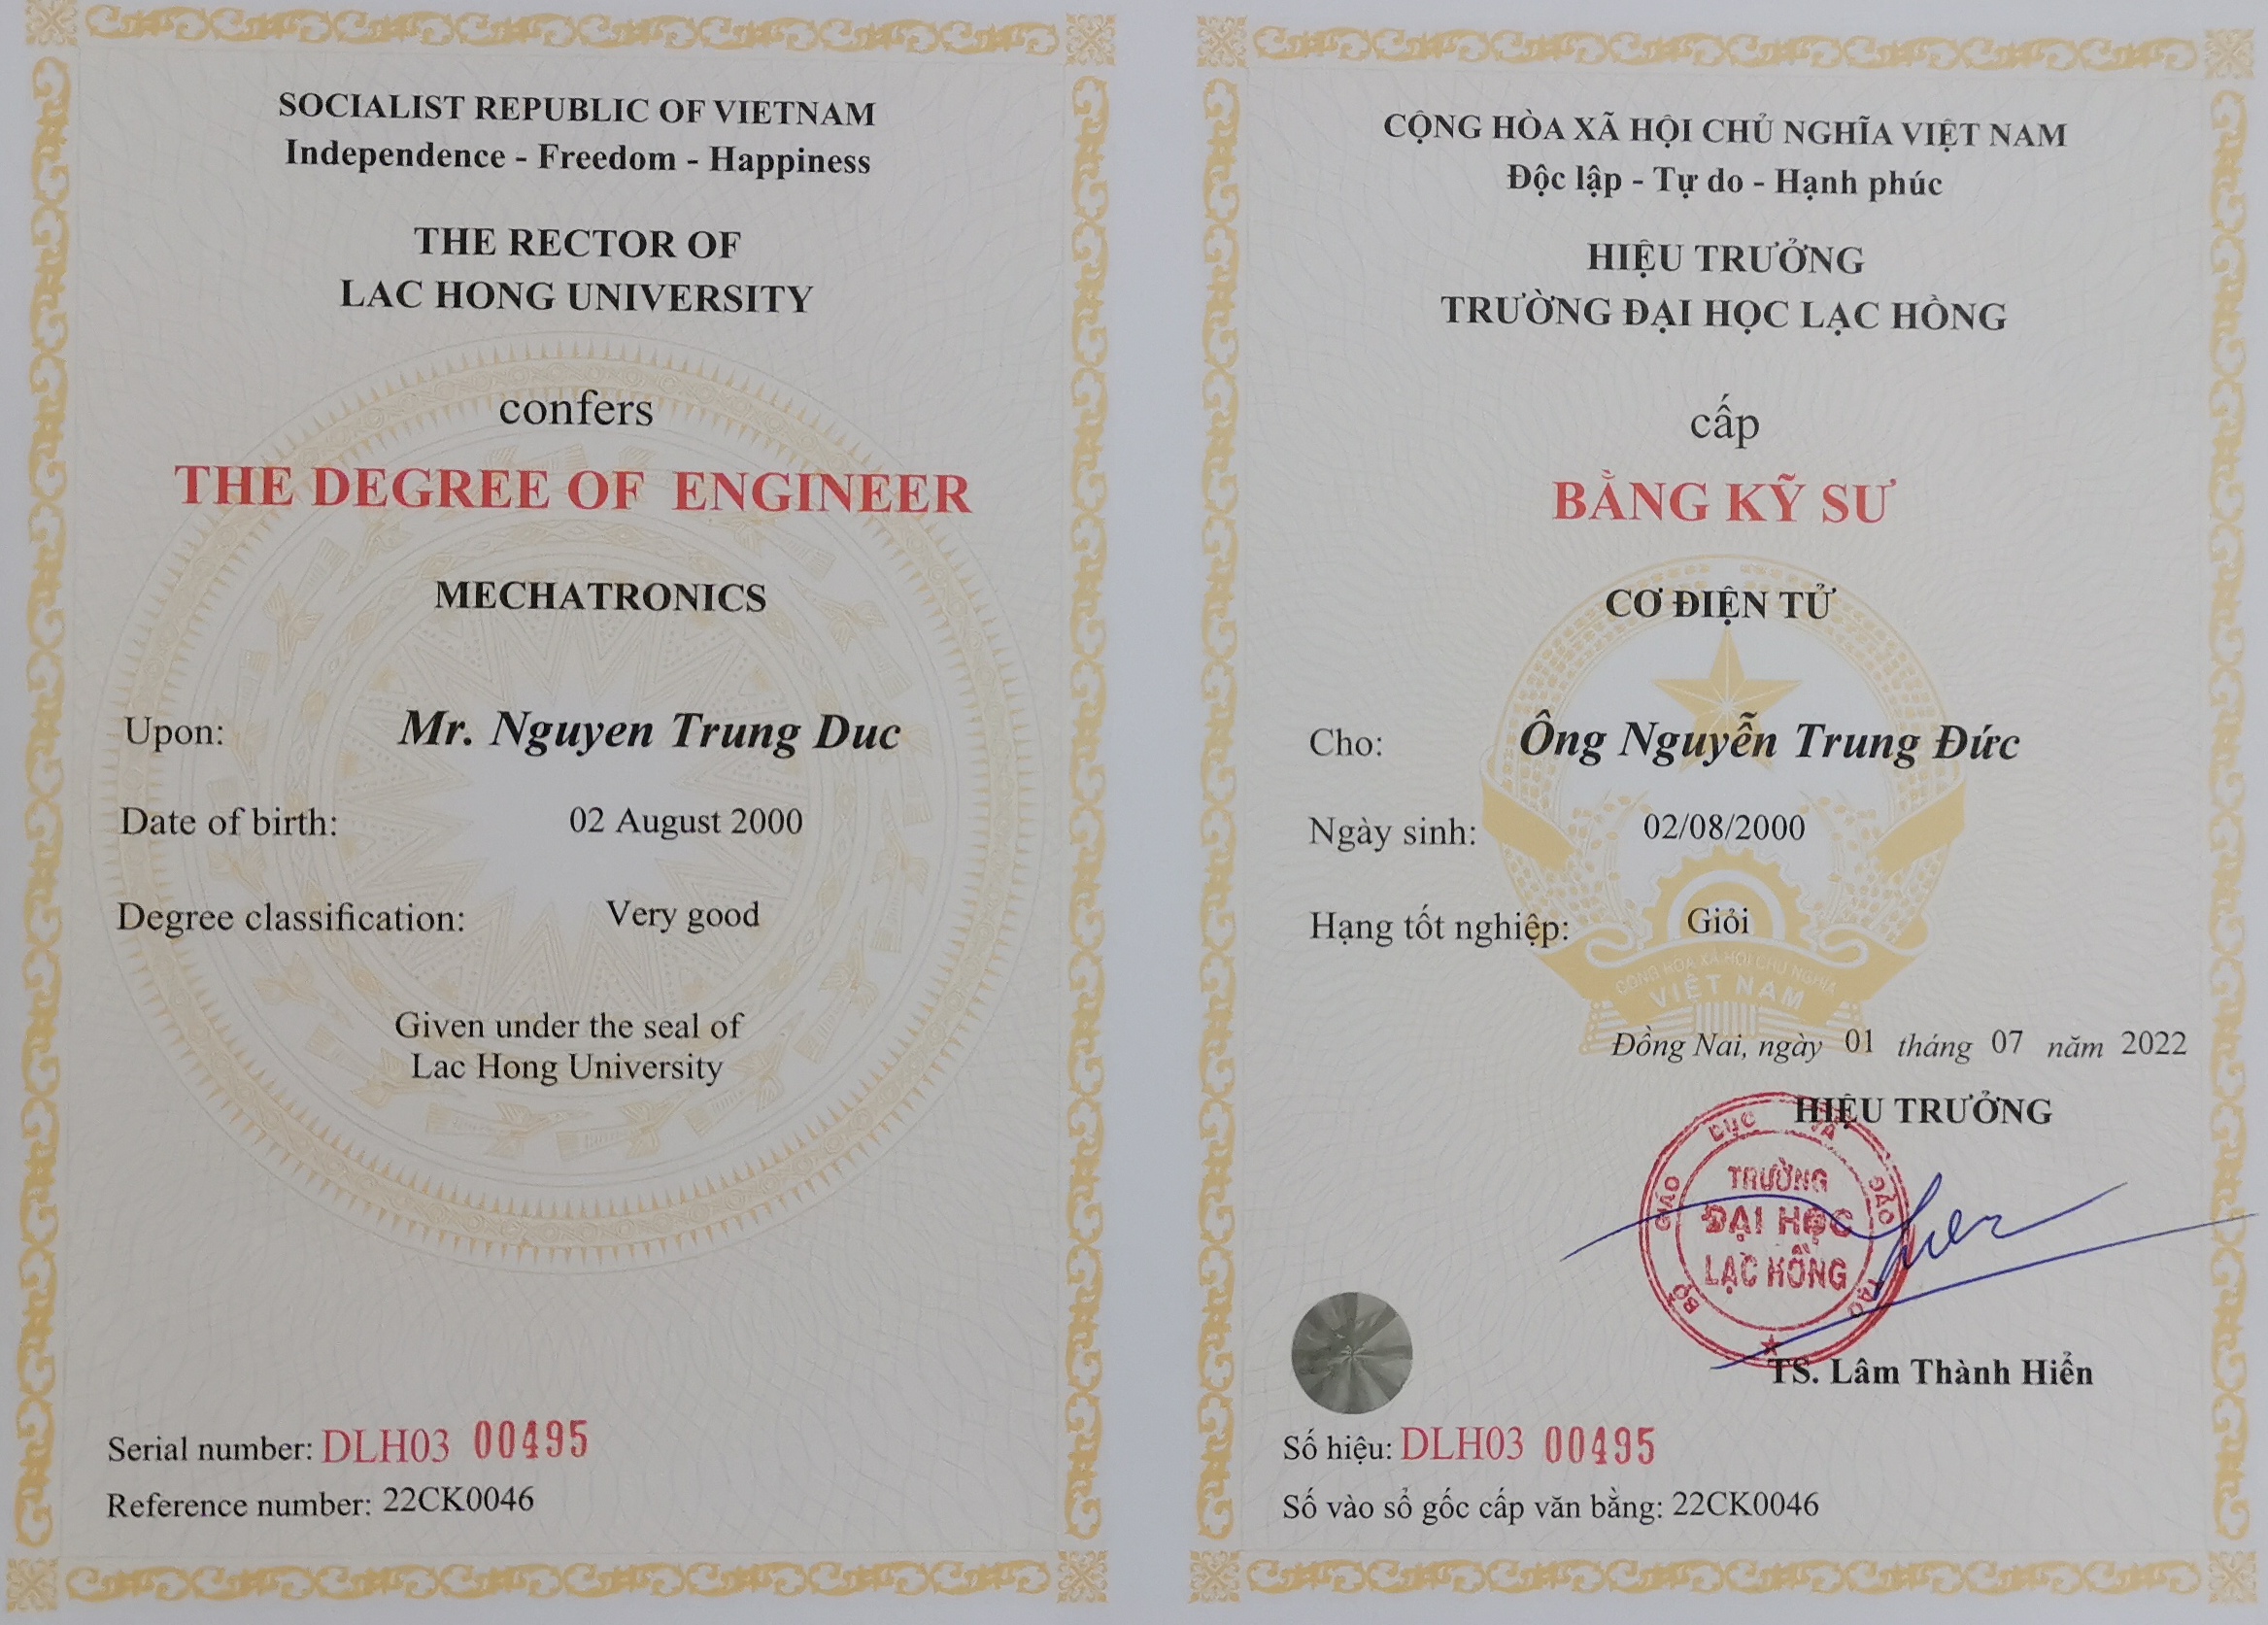 SOCIALIST REPUBLIC OF VIETNAM
Independence - Freedom - Happiness
THE RECTOR OF
LAC HONG UNIVERSITY
confers
THE DEGREE OF ENGINEER
MECHATRONICS
Upon: Mr. Nguyen Trung Duc
Date of birth: 02 August 2000
Degree classification: Very good
Given under the seal of
Lac Hong University
Serial number: DLH03 00495
Reference number: 22CK0046
CỘNG HÒA XÃ HỘI CHỦ NGHĨA VIỆT NAM
Độc lập - Tự do - Hạnh phúc
HIỆU TRƯỞNG
TRƯỜNG ĐẠI HỌC LẠC HỒNG
cấp
BẰNG KỸ SƯ
CƠ ĐIỆN TỬ
Cho: Ông Nguyễn Trung Đức
Ngày sinh: 02/08/2000
Hạng tốt nghiệp: Giỏi
CỘNG HÒA XÃ HỘI CHỦ NGHĨA
VIỆT NAM
Đồng Nai, ngày 01 tháng 07 năm 2022
HIỆU TRƯỞNG
BỘ GIÁO DỤC VÀ ĐÀO TẠO
TRƯỜNG
ĐẠI HỌC
LẠC HỒNG
TS. Lâm Thành Hiển
Số hiệu: DLH03 00495
Số vào sổ gốc cấp văn bằng: 22CK0046